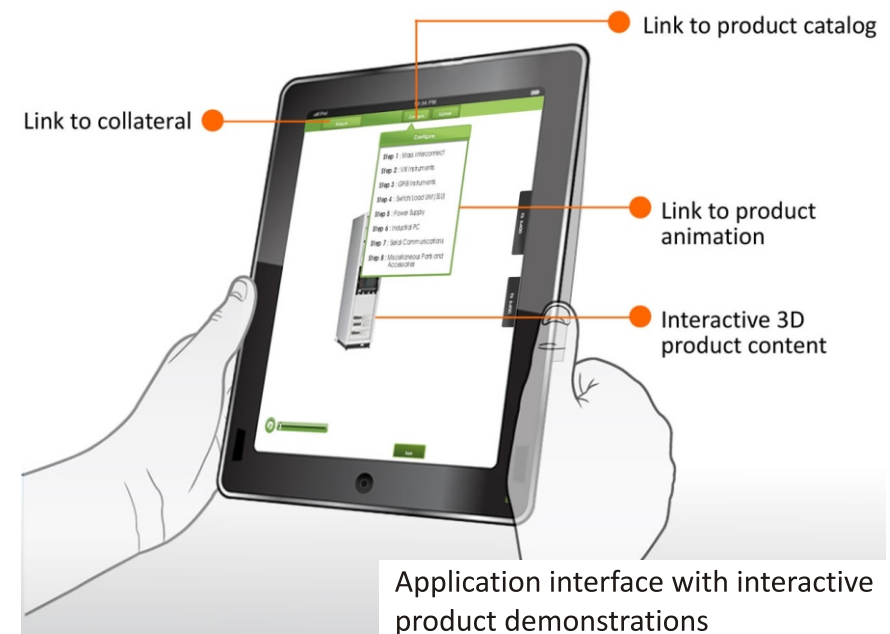 Link to product catalog
Link to collateral
Configure
Step 1 : Mass Interconnect
Step 2 : VXI Instruments
Step 3 : GPIB Instruments
Step 4 : Switch/Load Unit (SLU)
Step 5 : Power Supply
Step 6 : Industrial PC
Step 7 : Serial Communications
Step 8 : Miscellaneous Parts and
Accessories
Link to product
animation
Interactive 3D
product content
Application interface with interactive
product demonstrations